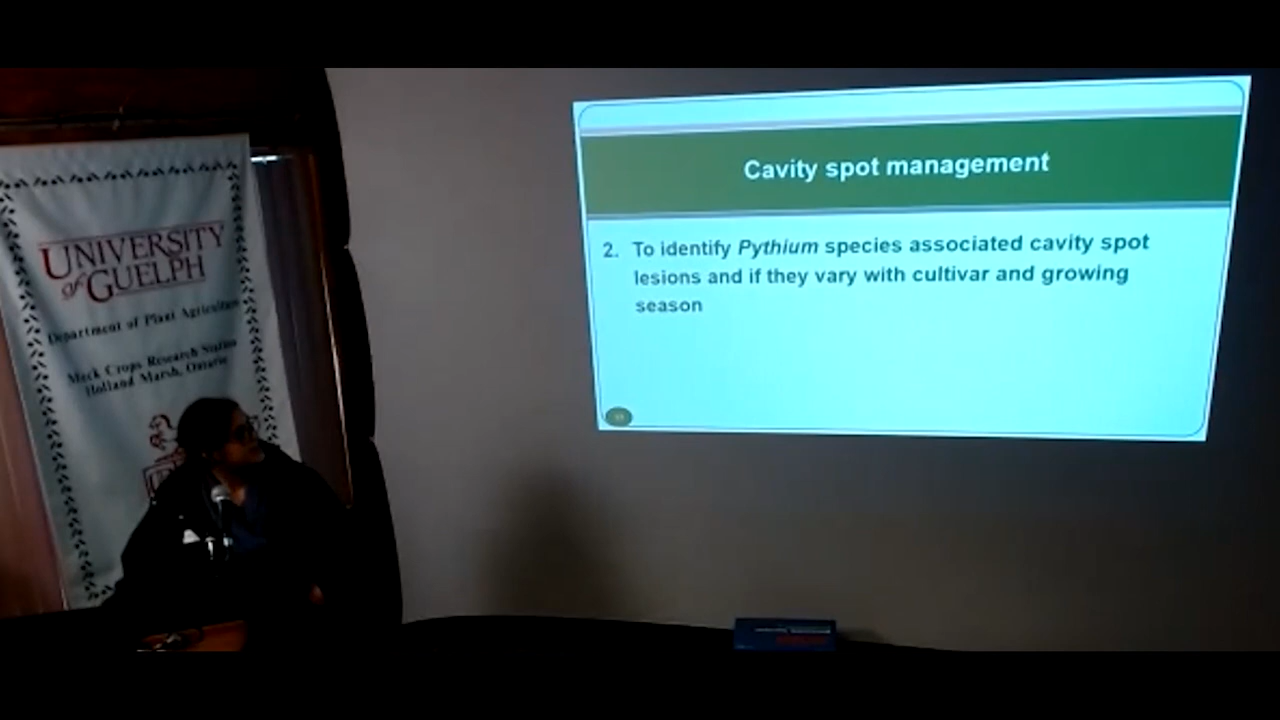 UNIVERSITY
of GUELPH
Department of Plant Agriculture
Muck Crops Research Station
Holland Marsh, Ontario
Cavity spot management
2. To identify Pythium species associated cavity spot
lesions and if they vary with cultivar and growing
season